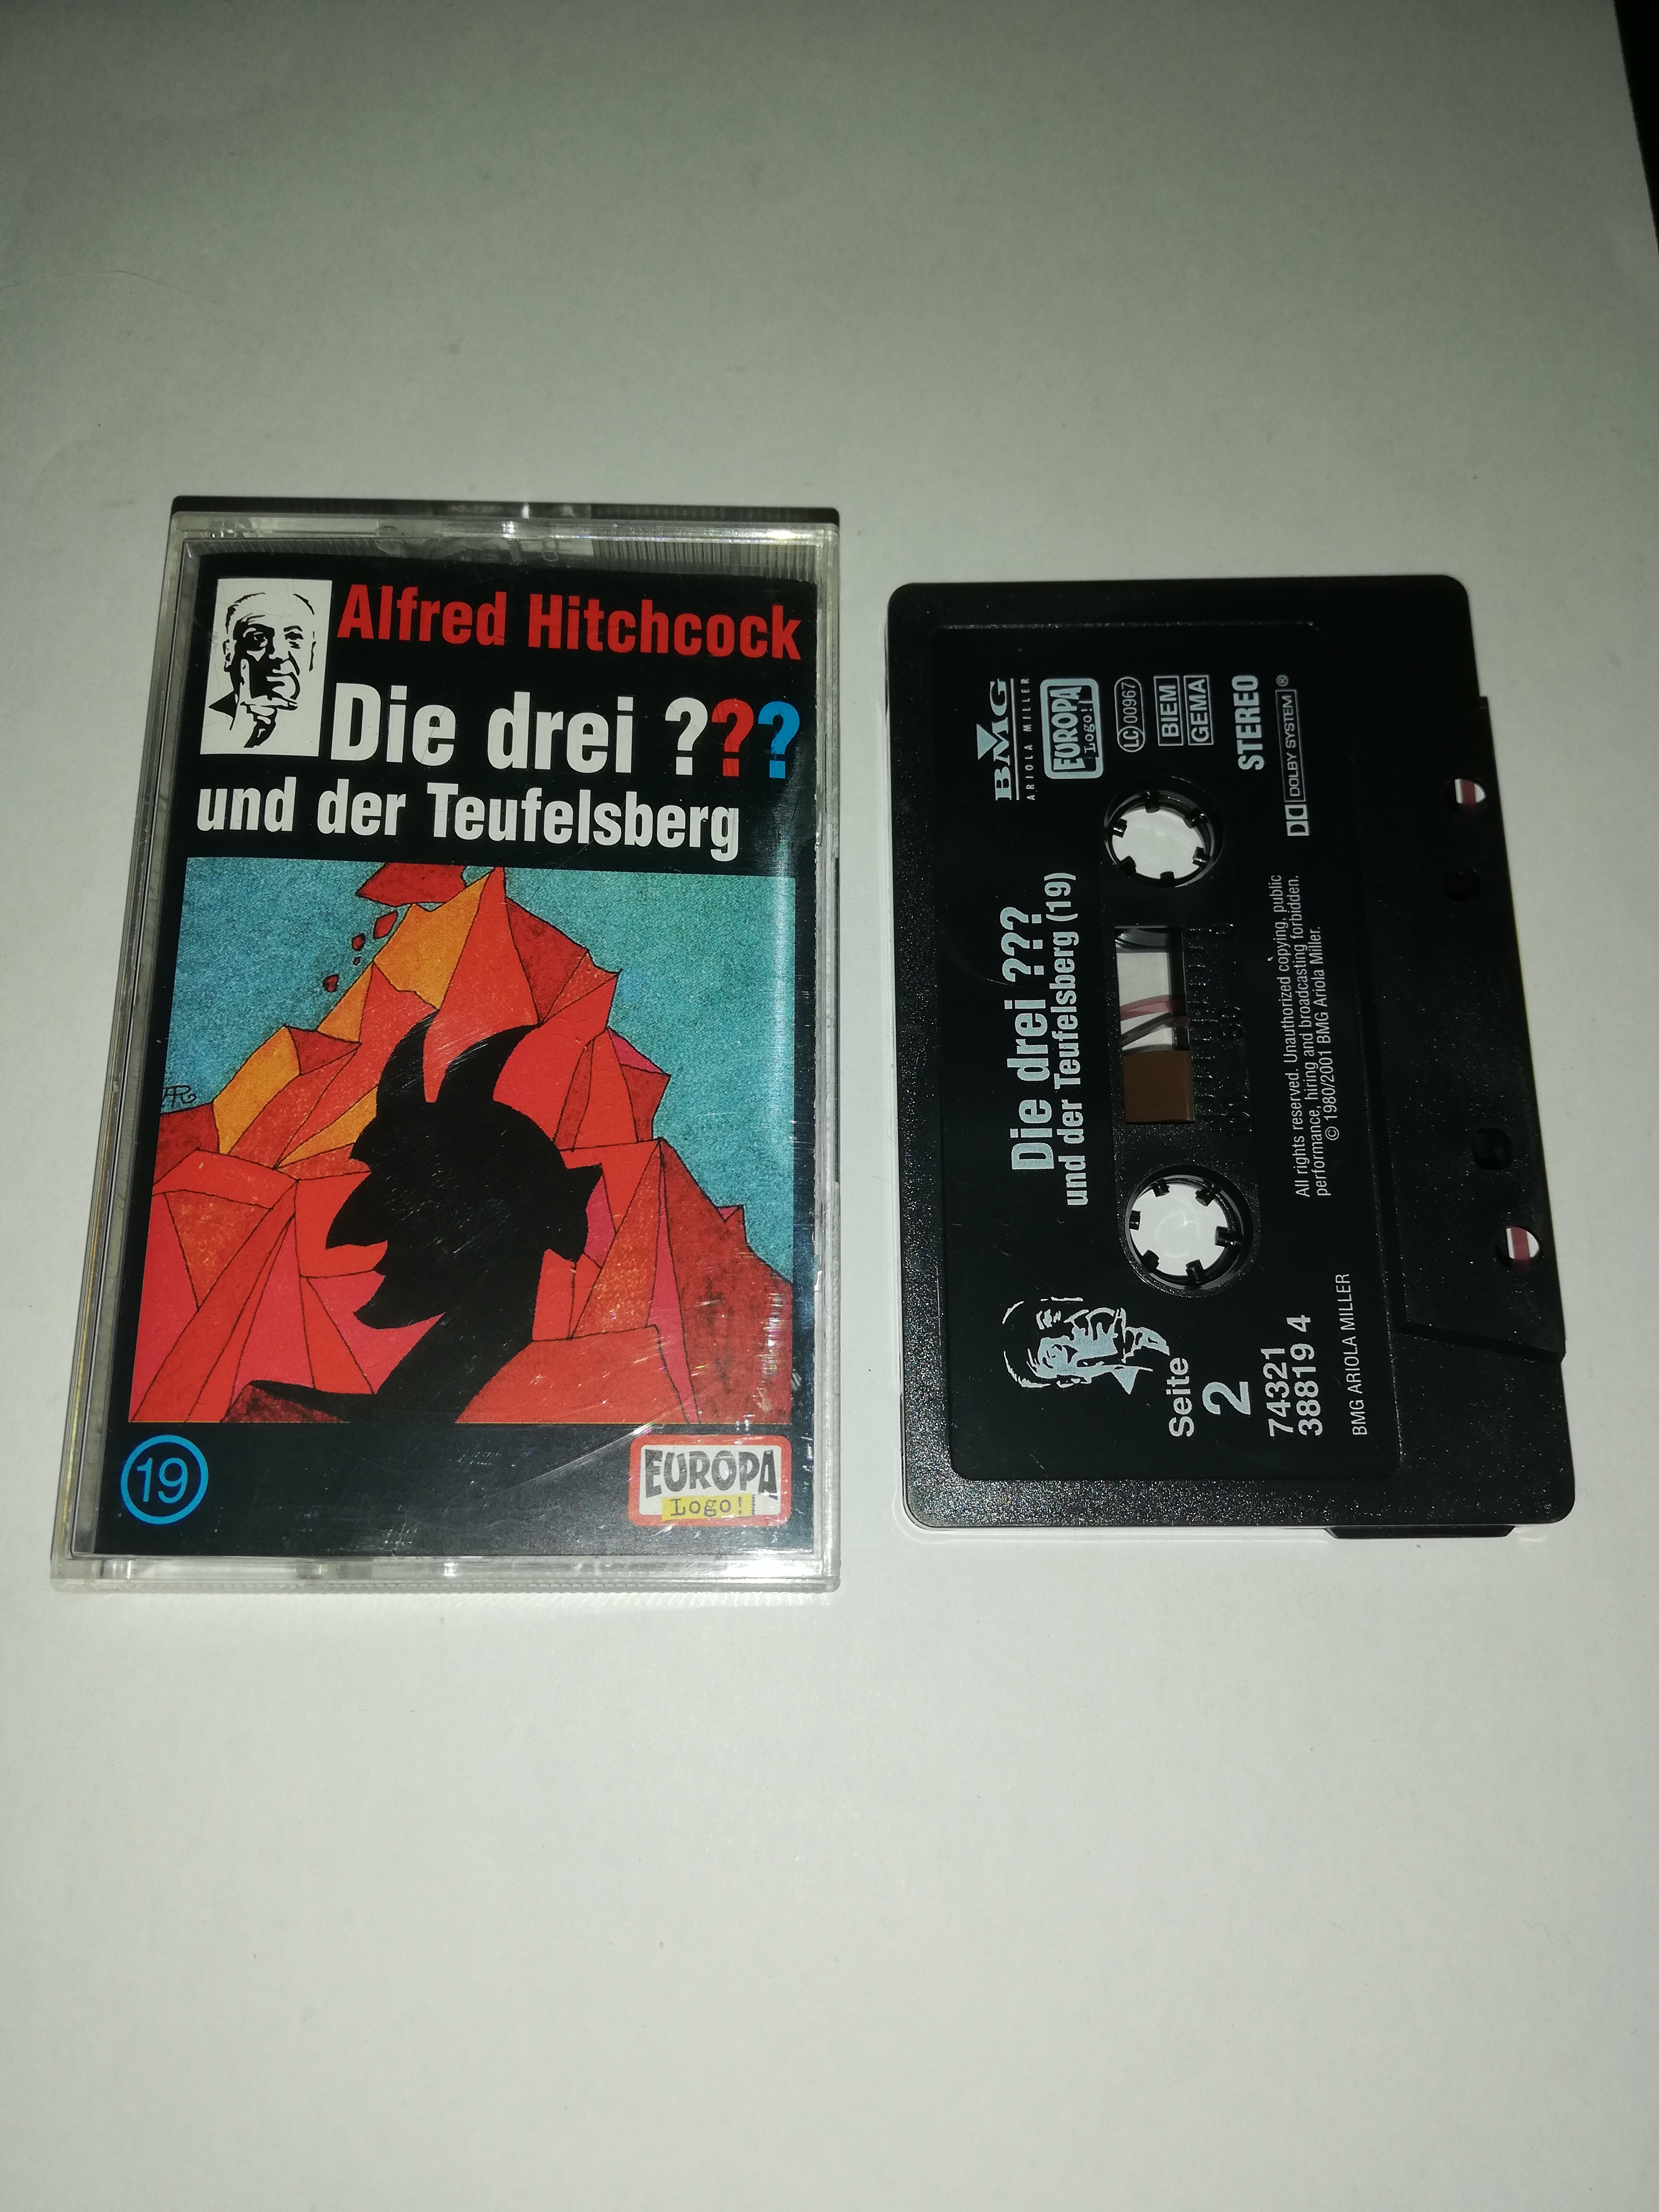 Alfred Hitchcock
Die drei ???
und der Teufelsberg
19
EUROPA
Logo!
BMG
ARIOLA MILLER
EUROPA
Logo!
LC 00967
BIEM
GEMA
STEREO
DOLBY SYSTEM ®
Die drei ???
und der Teufelsberg (19)
All rights reserved. Unauthorized copying, public
performance, hiring and broadcasting forbidden.
© 1980/2001 BMG Ariola Miller.
Seite
2
74321
38819 4
BMG ARIOLA MILLER